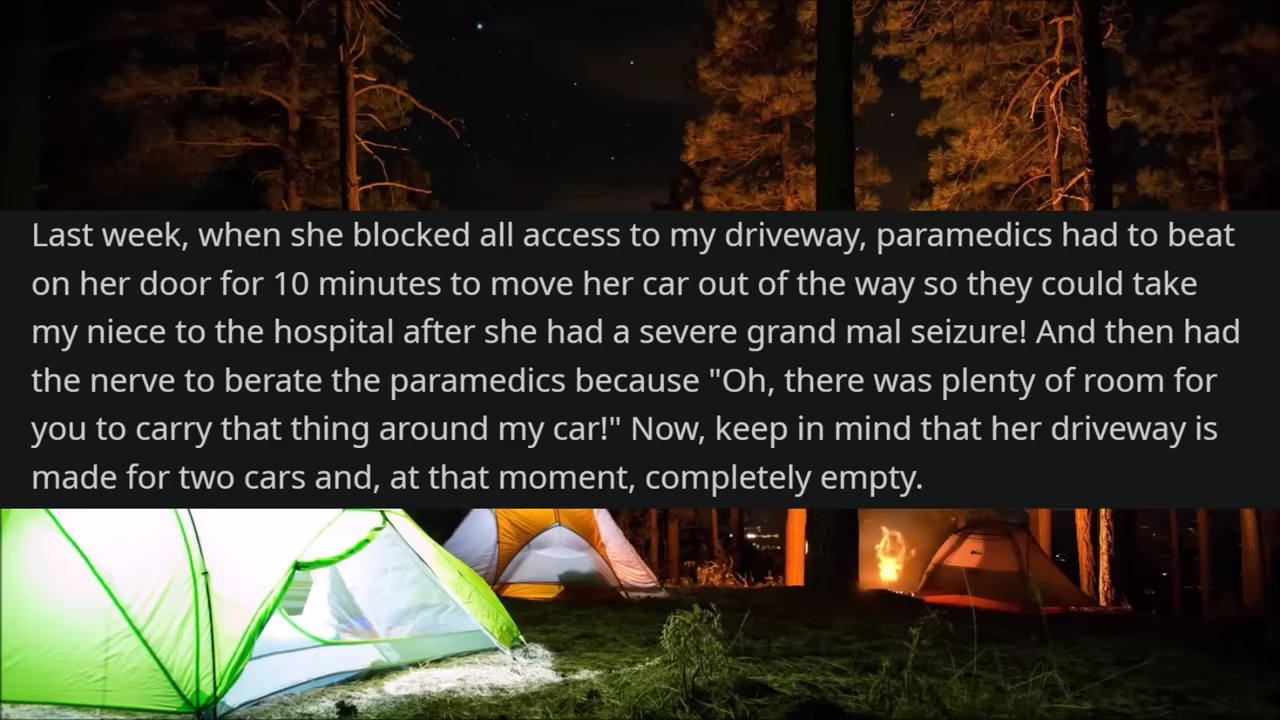 Last week, when she blocked all access to my driveway, paramedics had to beat
on her door for 10 minutes to move her car out of the way so they could take
my niece to the hospital after she had a severe grand mal seizure! And then had
the nerve to berate the paramedics because "Oh, there was plenty of room for
you to carry that thing around my car!" Now, keep in mind that her driveway is
made for two cars and, at that moment, completely empty.